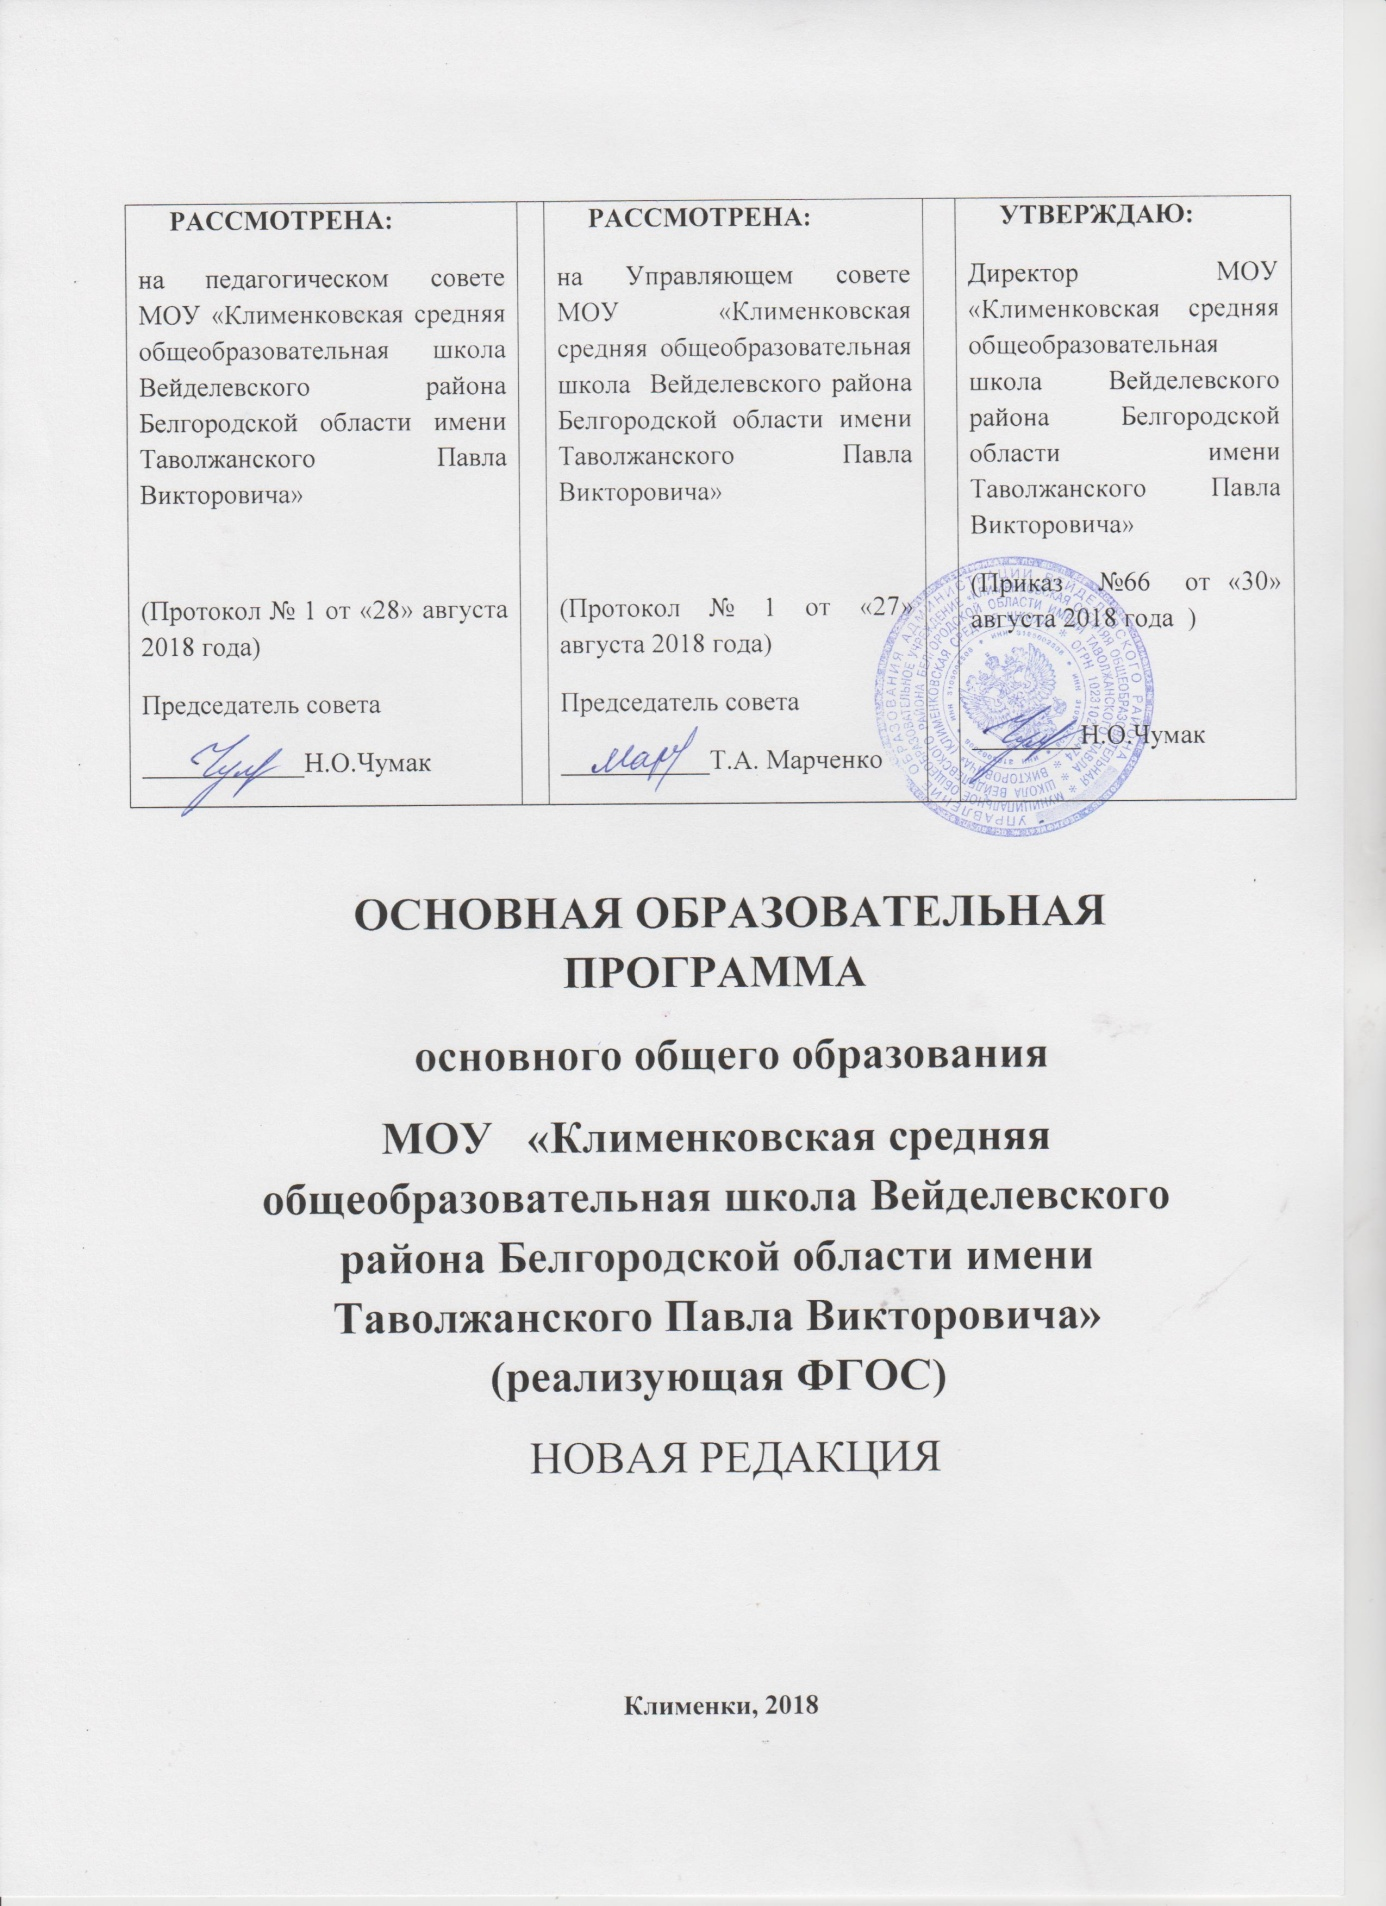 РАССМОТРЕНА:
на педагогическом совете
МОУ «Клименковская средняя
общеобразовательная школа
Вейделевского района
Белгородской области имени
Таволжанского Павла
Викторовича»
(Протокол № 1 от «28» августа
2018 года)
Председатель совета
____________Н.О.Чумак
РАССМОТРЕНА:
на Управляющем совете
МОУ «Клименковская
средняя общеобразовательная
школа Вейделевского района
Белгородской области имени
Таволжанского Павла
Викторовича»
(Протокол № 1 от «27»
августа 2018 года)
Председатель совета
___________Т.А. Марченко
УТВЕРЖДАЮ:
Директор МОУ
«Клименковская средняя
общеобразовательная
школа Вейделевского
района Белгородской
области имени
Таволжанского Павла
Викторовича»
(Приказ №66 от «30»
августа 2018 года )
________Н.О.Чумак
ОСНОВНАЯ ОБРАЗОВАТЕЛЬНАЯ
ПРОГРАММА
основного общего образования
МОУ «Клименковская средняя
общеобразовательная школа Вейделевского
района Белгородской области имени
Таволжанского Павла Викторовича»
(реализующая ФГОС)
НОВАЯ РЕДАКЦИЯ
Клименки, 2018